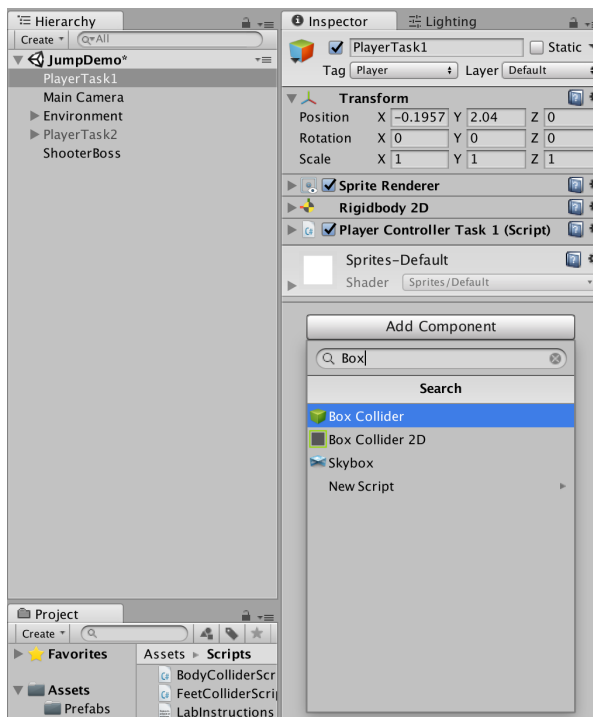 Hierarchy
Create
All
JumpDemo*
PlayerTask1
Main Camera
Environment
PlayerTask2
ShooterBoss
Inspector
Lighting
PlayerTask1
Static
Tag Player Layer Default
Transform
Position X -0.1957 Y 2.04 Z 0
Rotation X 0 Y 0 Z 0
Scale X 1 Y 1 Z 1
Sprite Renderer
Rigidbody 2D
Player Controller Task 1 (Script)
Sprites-Default
Shader Sprites/Default
Add Component
Box
Search
Box Collider
Box Collider 2D
Skybox
New Script
Project
Create
Favorites
Assets
Prefabs
Assets Scripts
BodyColliderScr
FeetColliderScri
LabInstructions